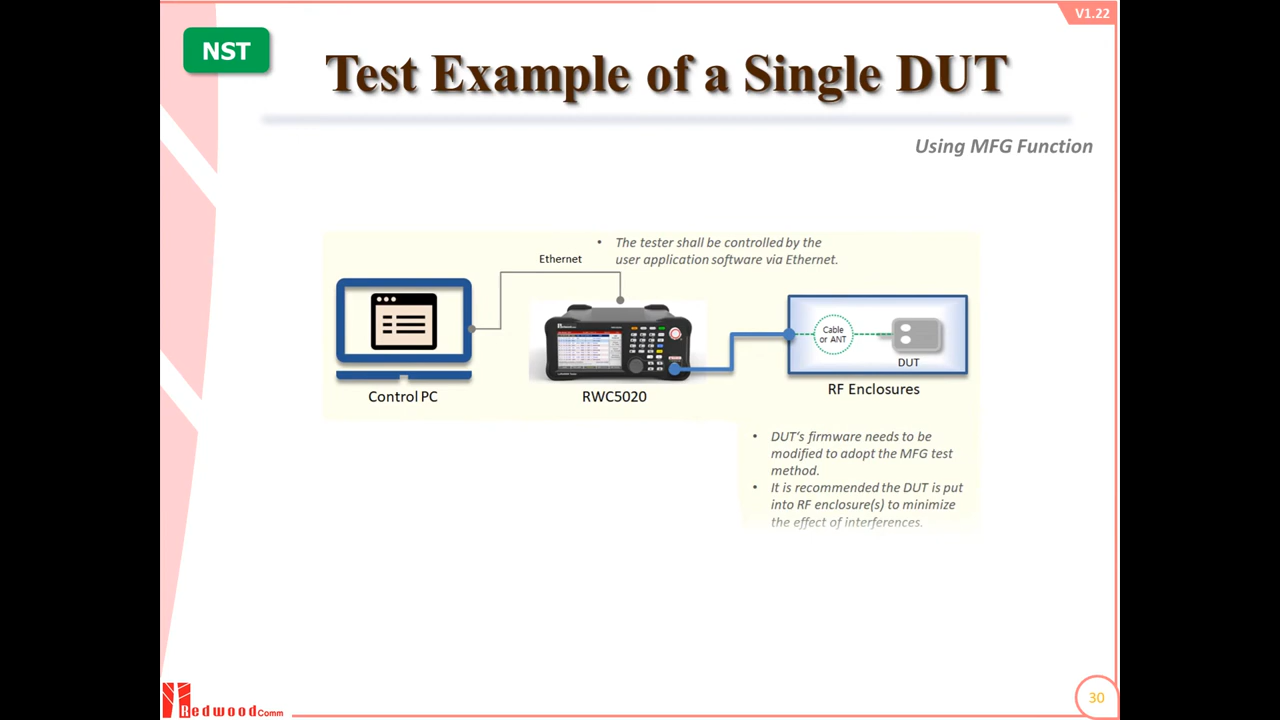 V1.22
NST
Test Example of a Single DUT
Using MFG Function
• The tester shall be controlled by the
user application software via Ethernet.
Ethernet
Cable
or ANT
DUT
Control PC
RWC5020
RF Enclosures
• DUT's firmware needs to be
modified to adopt the MFG test
method.
• It is recommended the DUT is put
into RF enclosure(s) to minimize
the effect of interferences.
RedwoodComm
30